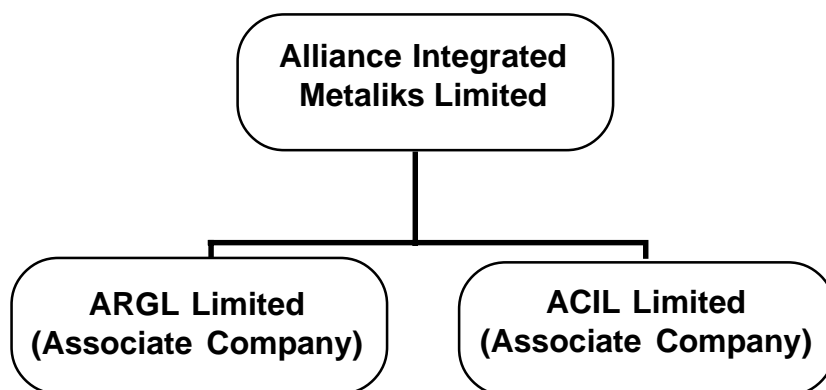 Alliance Integrated
Metaliks Limited
ARGL Limited
(Associate Company)
ACIL Limited
(Associate Company)